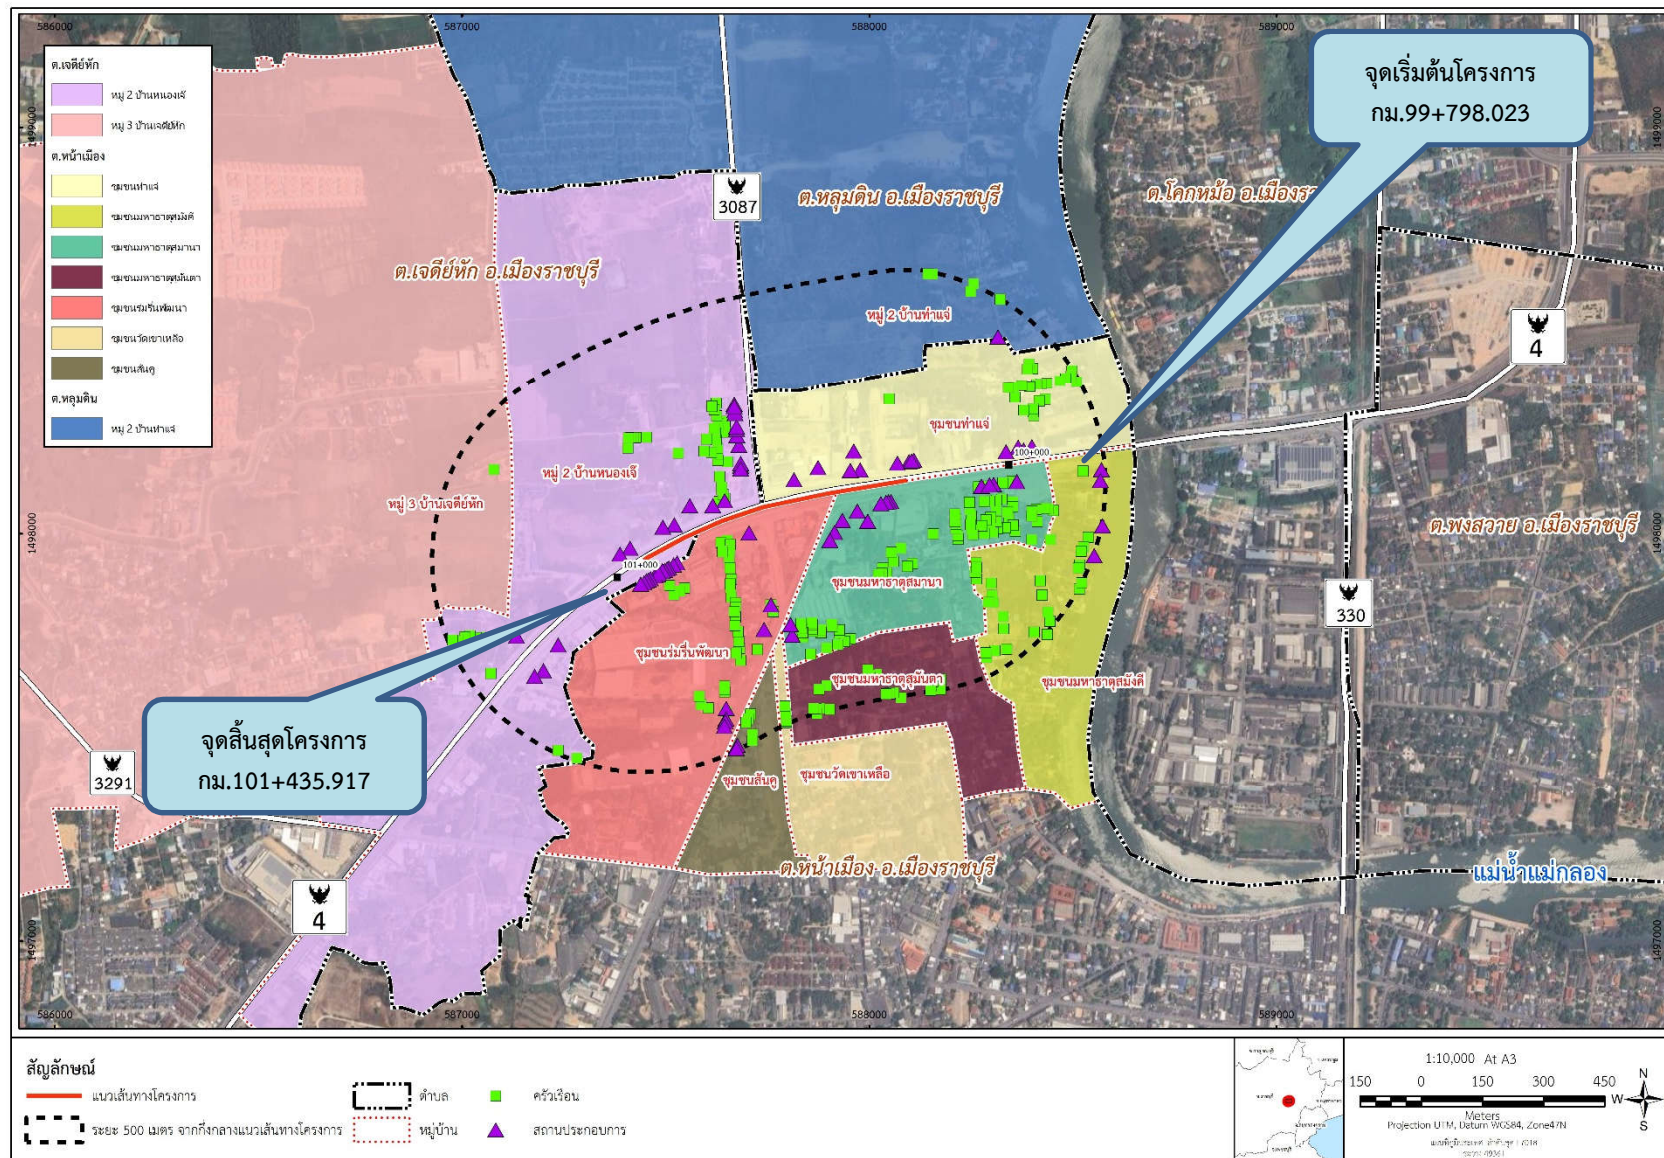 586000
587000
588000
589000
1499000
1499000
ต.เจดีย์หัก
หมู่ 2 บ้านหนองเจ๊
หมู่ 3 บ้านเจดีย์หัก
ต.หน้าเมือง
ชุมชนท่าแจ่
ชุมชนมหาธาตุสมังคี
ชุมชนมหาธาตุสมานา
ชุมชนมหาธาตุสุมันตา
ชุมชนร่มรื่นพัฒนา
ชุมชนวัดเขาเหลือ
ชุมชนสันคู
ต.หลุมดิน
หมู่ 2 บ้านท่าแจ่
จุดเริ่มต้นโครงการ
กม.99+798.023
3087
ต.หลุมดิน อ.เมืองราชบุรี
ต.โคกหม้อ อ.เมืองรา
ต.เจดีย์หัก อ.เมืองราชบุรี
หมู่ 2 บ้านท่าแจ่
4
ชุมชนท่าแจ่
100+000
หมู่ 2 บ้านหนองเจ๊
หมู่ 3 บ้านเจดีย์หัก
1498000
1498000
ต.พงสวาย อ.เมืองราชบุรี
101+000
ชุมชนมหาธาตุสมานา
330
ชุมชนร่มรื่นพัฒนา
ชุมชนมหาธาตุสุมันตา
ชุมชนมหาธาตุสมังคี
จุดสิ้นสุดโครงการ
กม.101+435.917
3291
ชุมชนสันคู
ชุมชนวัดเขาเหลือ
ต.หน้าเมือง อ.เมืองราชบุรี
แม่น้ำแม่กลอง
4
1497000
1497000
586000
587000
588000
589000
สัญลักษณ์
แนวเส้นทางโครงการ
ตำบล
ครัวเรือน
ระยะ 500 เมตร จากกึ่งกลางแนวเส้นทางโครงการ
หมู่บ้าน
สถานประกอบการ
1:10,000 At A3
150 0 150 300 450
Meters
Projection UTM, Datum WGS84, Zone47N
N
W
E
S